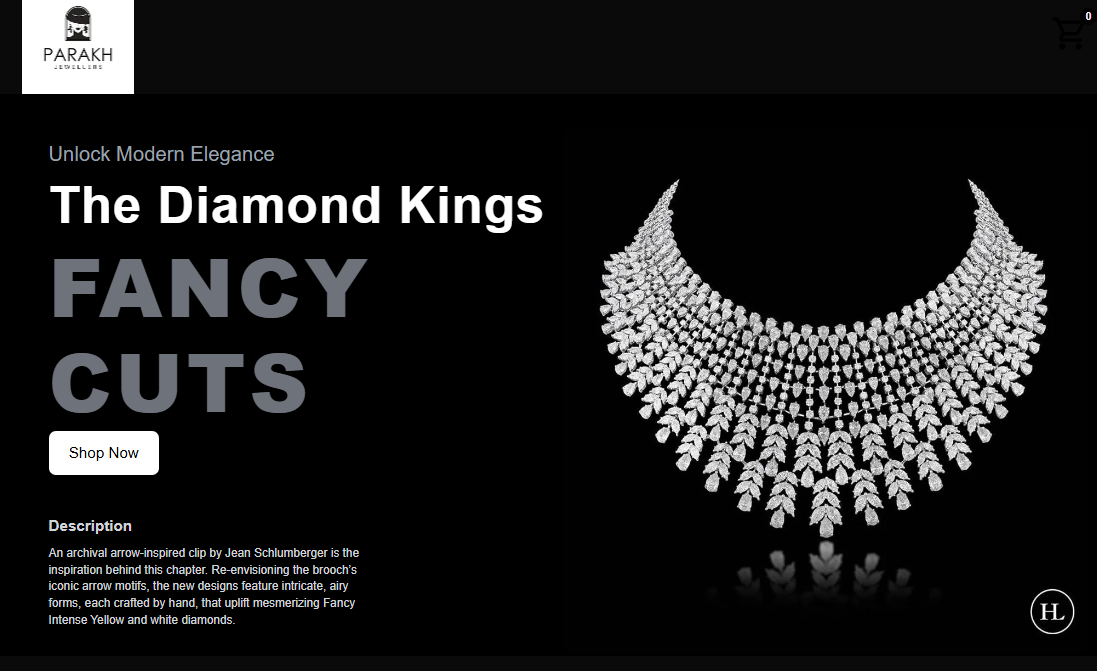 PARAKH
JEWELLERS
0
Unlock Modern Elegance
The Diamond Kings
FANCY
CUTS
Shop Now
Description
An archival arrow-inspired clip by Jean Schlumberger is the
inspiration behind this chapter. Re-envisioning the brooch's
iconic arrow motifs, the new designs feature intricate, airy
forms, each crafted by hand, that uplift mesmerizing Fancy
Intense Yellow and white diamonds.
HL